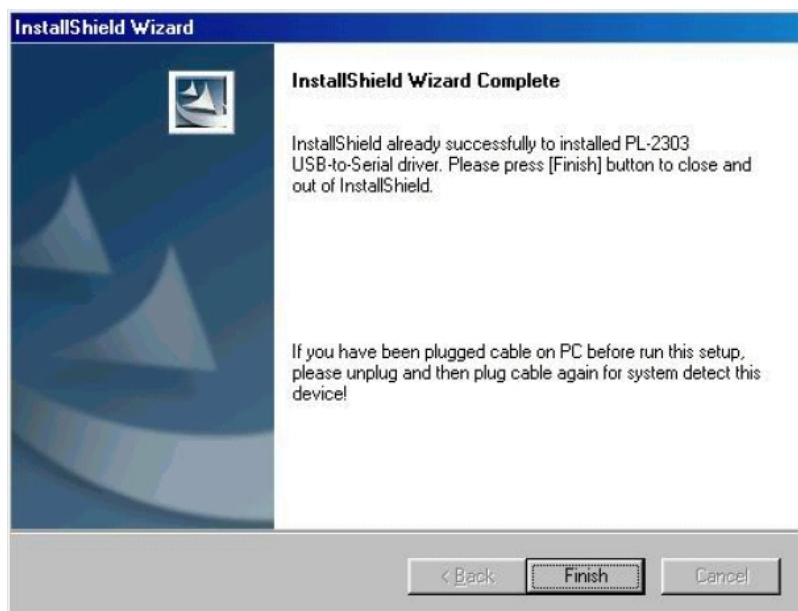 InstallShield Wizard
InstallShield Wizard Complete
InstallShield already successfully to installed PL-2303
USB-to-Serial driver. Please press [Finish] button to close and
out of InstallShield.
If you have been plugged cable on PC before run this setup,
please unplug and then plug cable again for system detect this
device!
< Back
Finish
Cancel